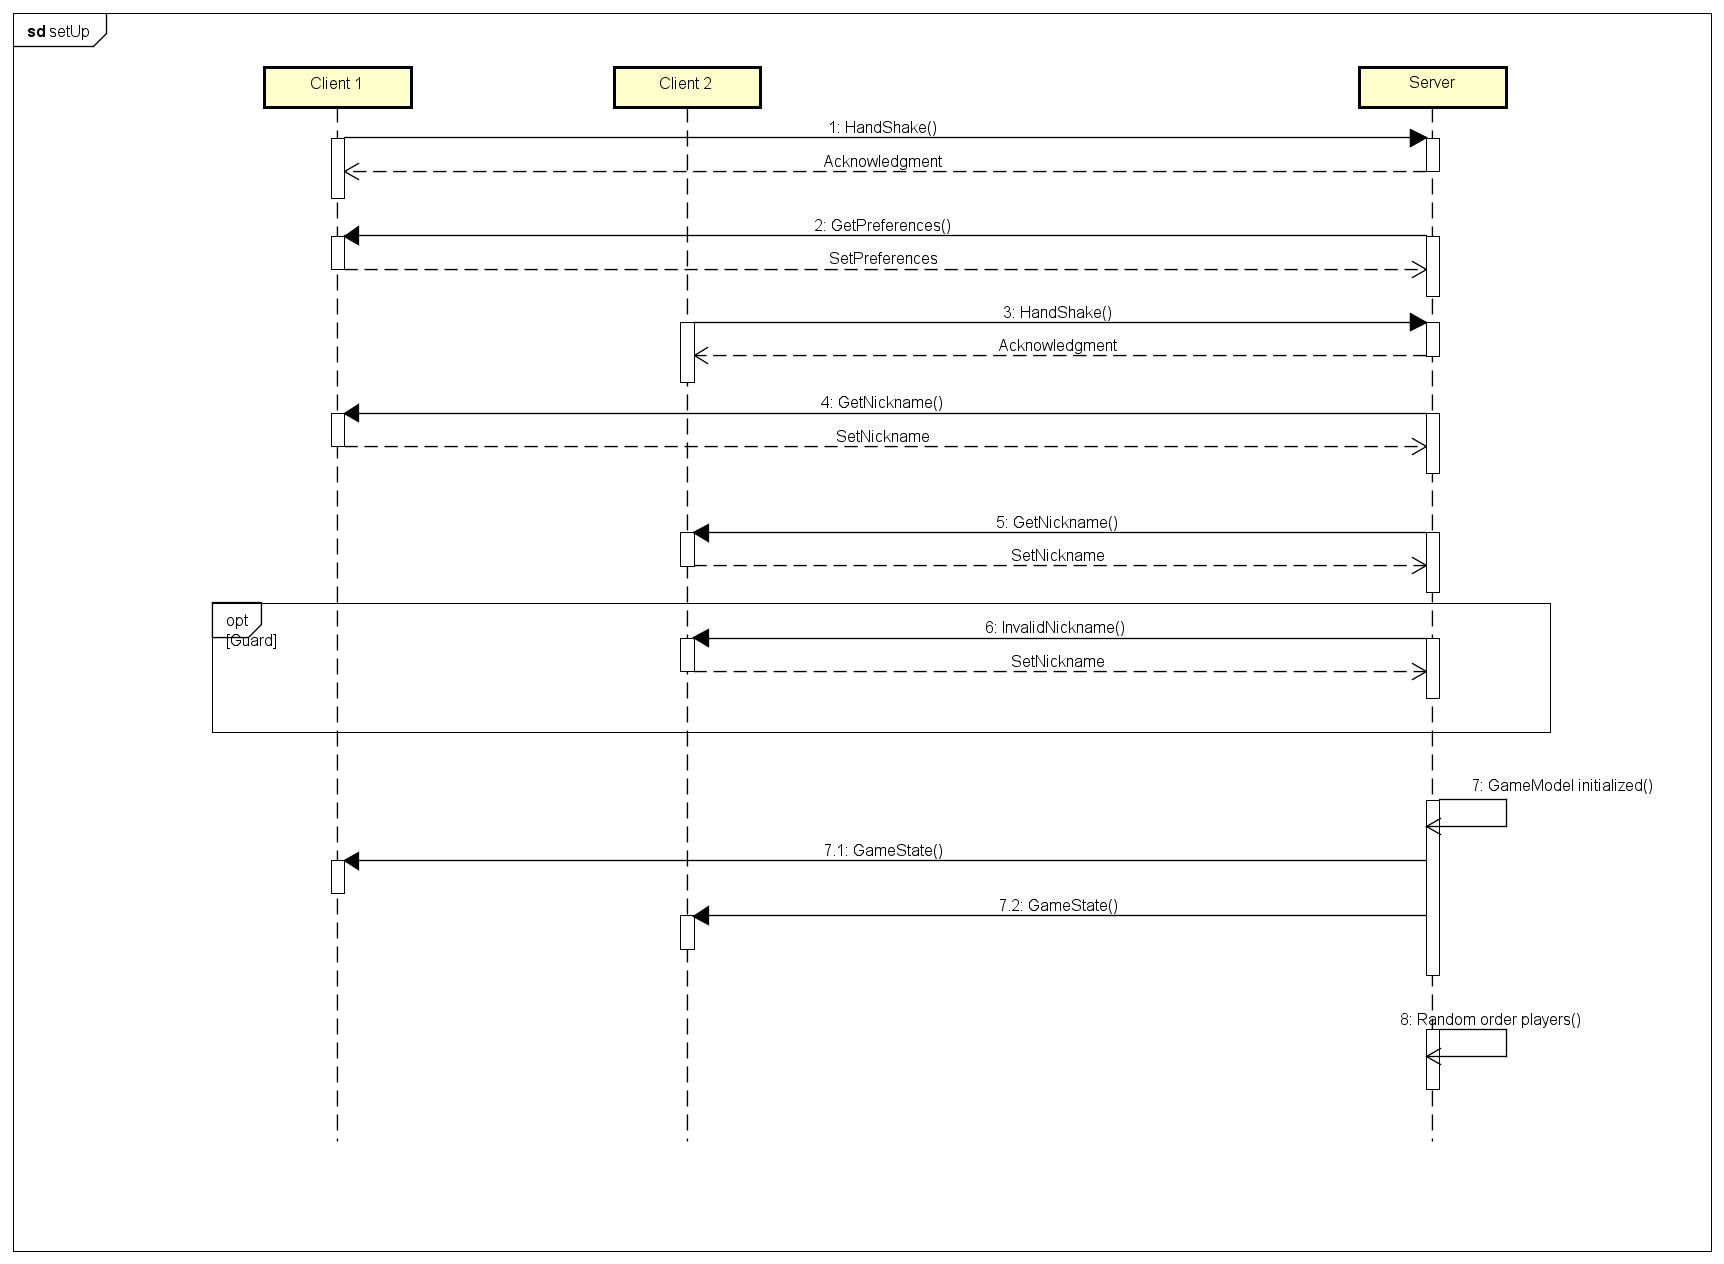 sd setUp
Client 1
Client 2
Server
1: HandShake()
Acknowledgment
2: GetPreferences()
SetPreferences
3: HandShake()
Acknowledgment
4: GetNickname()
SetNickname
5: GetNickname()
SetNickname
opt
[Guard]
6: InvalidNickname()
SetNickname
7: GameModel initialized()
7.1: GameState()
7.2: GameState()
8: Random order players()